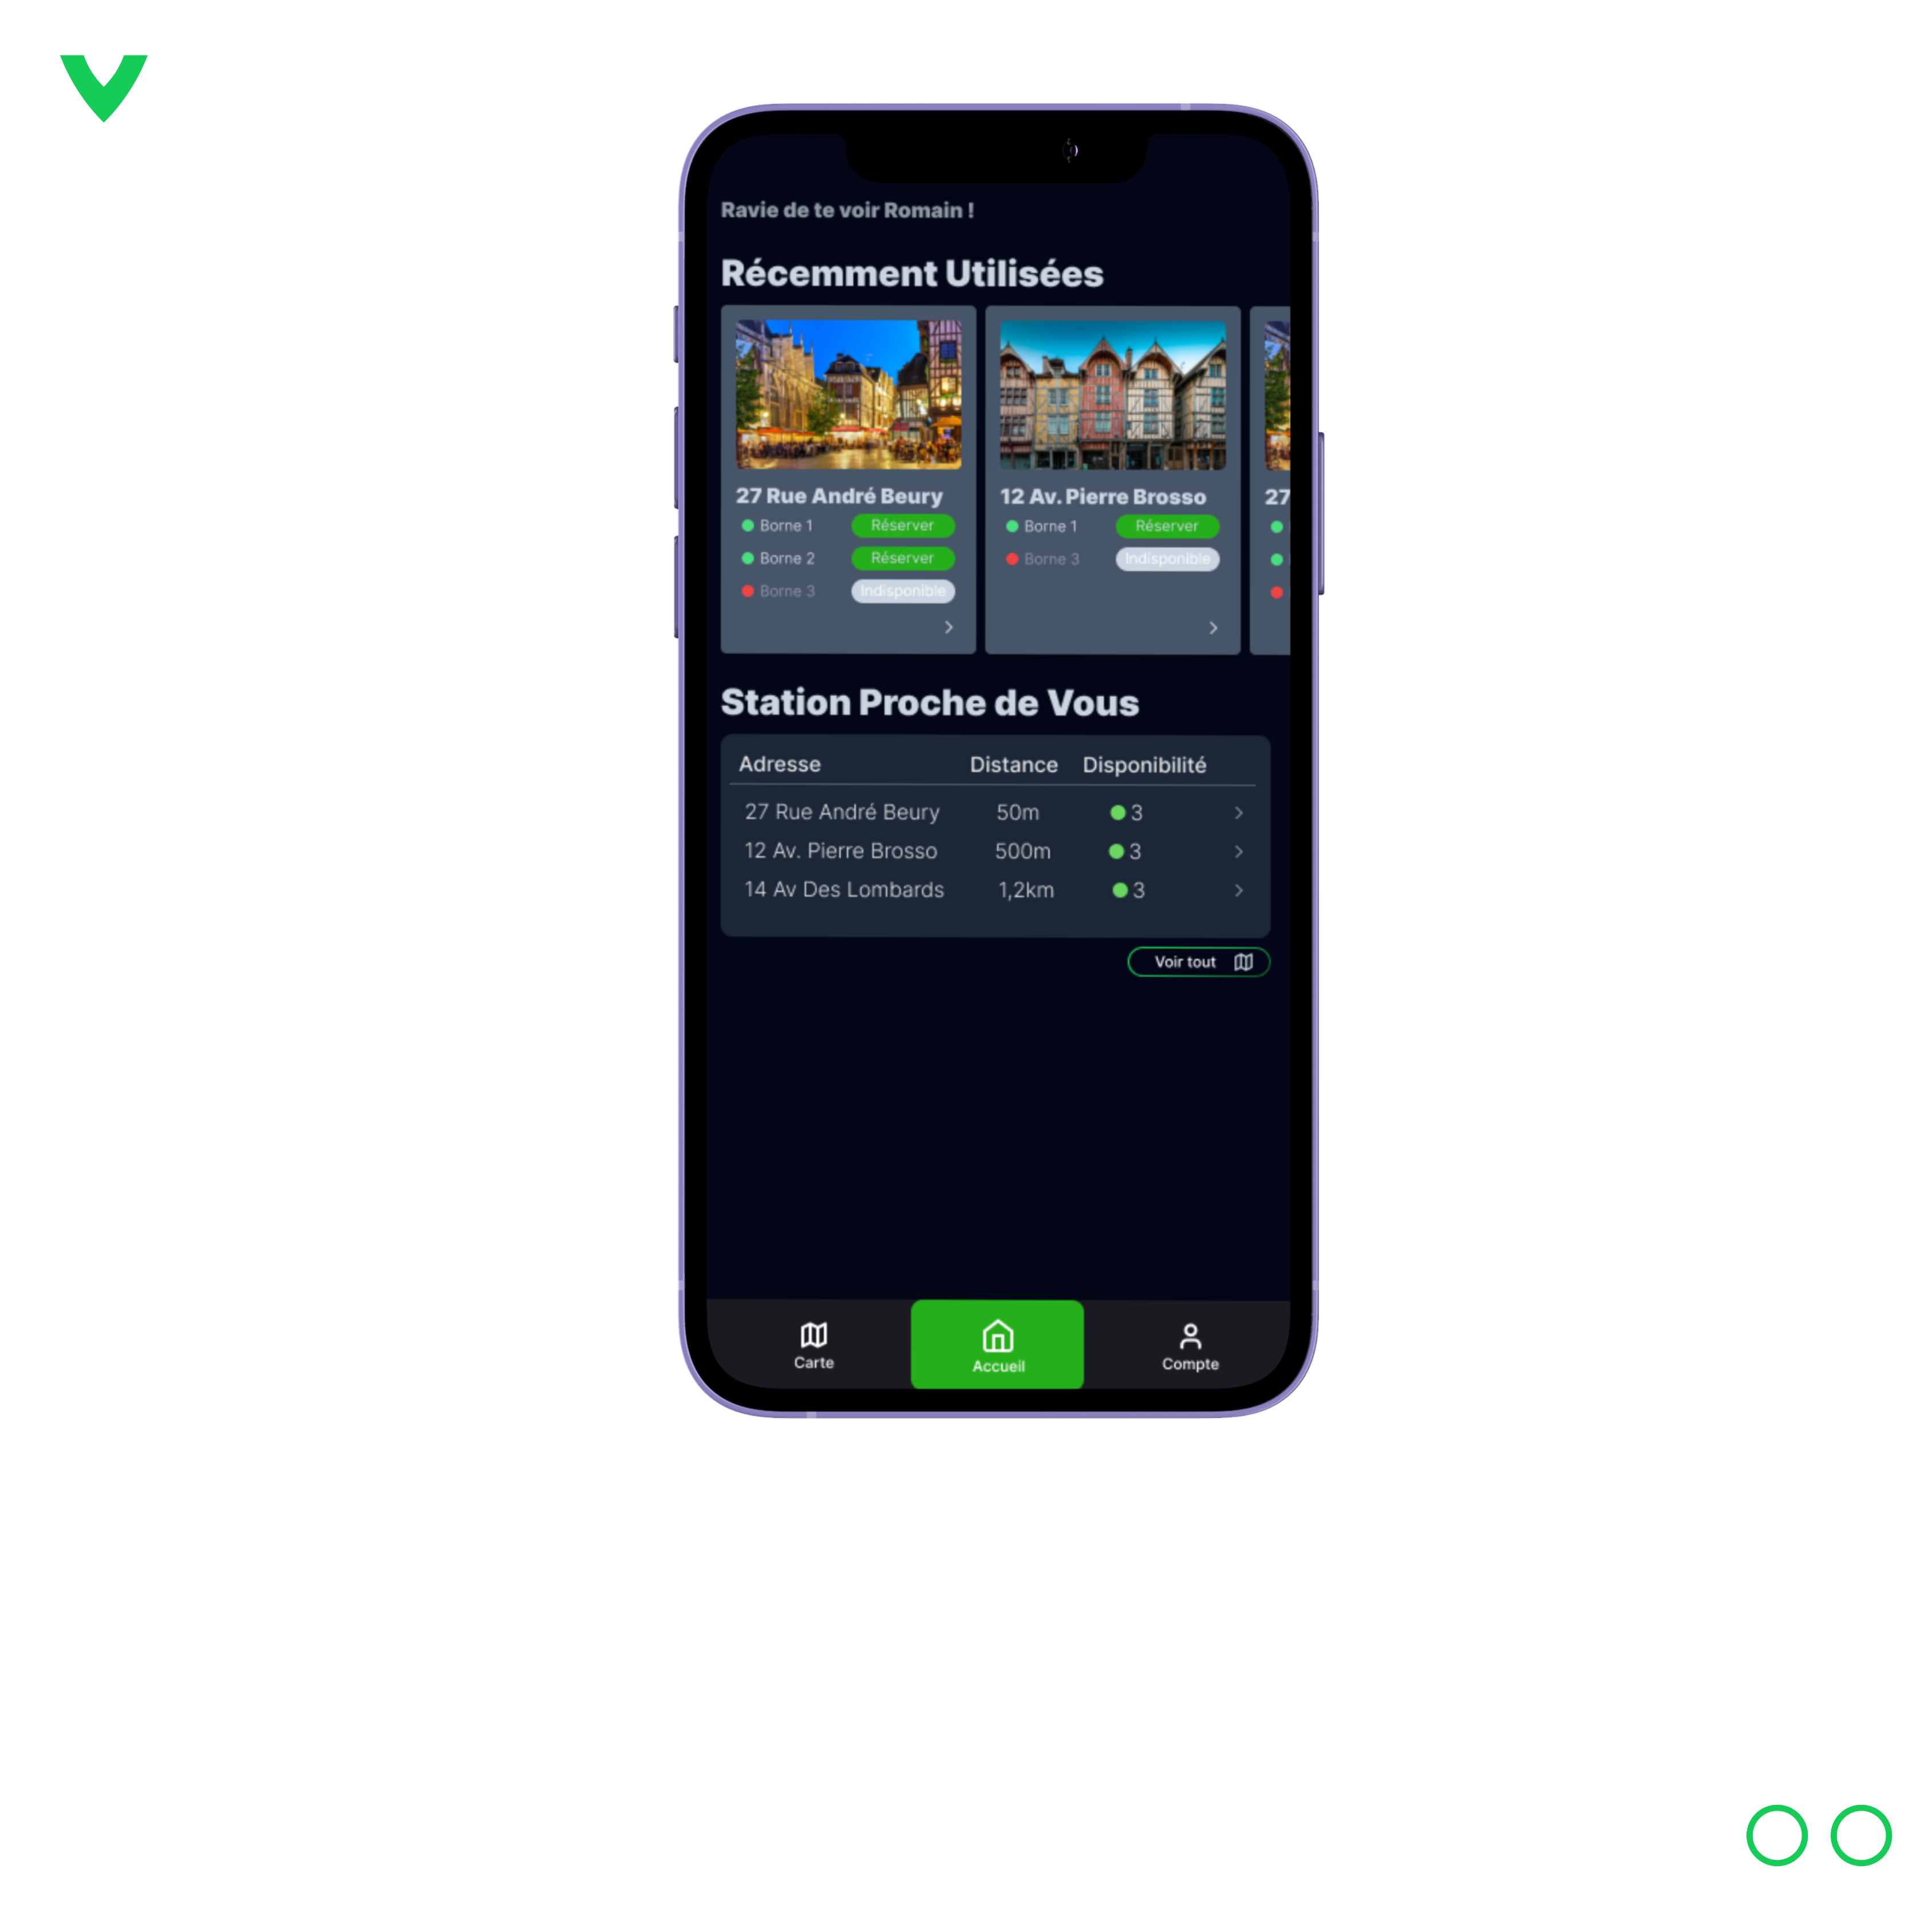 Ravie de te voir Romain !
Récemment Utilisées
27 Rue André Beury
Borne 1 Réserver
Borne 2 Réserver
Borne 3 Indisponible
12 Av. Pierre Brosso
Borne 1 Réserver
Borne 3 Indisponible
27
Station Proche de Vous
Adresse Distance Disponibilité
27 Rue André Beury 50m 3
12 Av. Pierre Brosso 500m 3
14 Av Des Lombards 1,2km 3
Voir tout
Carte Accueil Compte